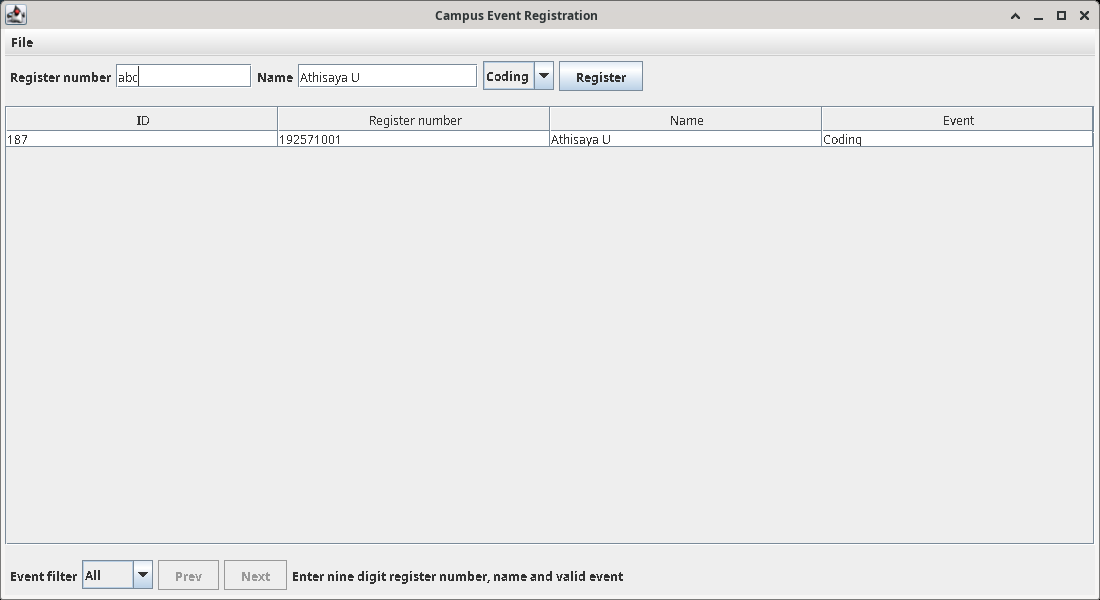 Campus Event Registration
File
Register number abc Name Athisaya U Coding Register
ID Register number Name Event
187 192571001 Athisaya U Coding
Event filter All Prev Next Enter nine digit register number, name and valid event